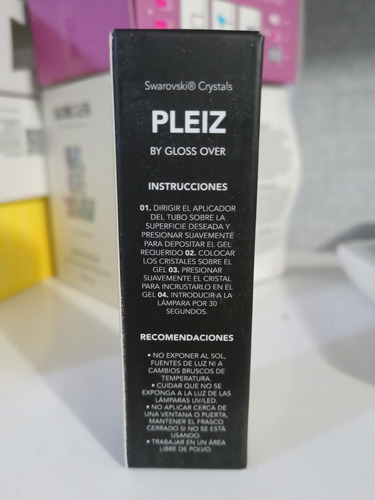 Swarovski® Crystals
PLEIZ
BY GLOSS OVER
INSTRUCCIONES
01. DIRIGIR EL APLICADOR
DEL TUBO SOBRE LA
SUPERFICIE DESEADA Y
PRESIONAR SUAVEMENTE
PARA DEPOSITAR EL GEL
REQUERIDO 02. COLOCAR
LOS CRISTALES SOBRE EL
GEL 03. PRESIONAR
SUAVEMENTE EL CRISTAL
PARA INCRUSTARLO EN EL
GEL 04. INTRODUCIR A LA
LÁMPARA POR 30
SEGUNDOS.
RECOMENDACIONES
• NO EXPONER AL SOL,
FUENTES DE LUZ NI A
CAMBIOS BRUSCOS DE
TEMPERATURA.
• CUIDAR QUE NO SE
EXPONGA A LA LUZ DE LAS
LÁMPARAS UV/LED.
• NO APLICAR CERCA DE
UNA VENTANA O PUERTA,
MANTENER EL FRASCO
CERRADO SI NO SE ESTÁ
USANDO.
• TRABAJAR EN UN ÁREA
LIBRE DE POLVO.